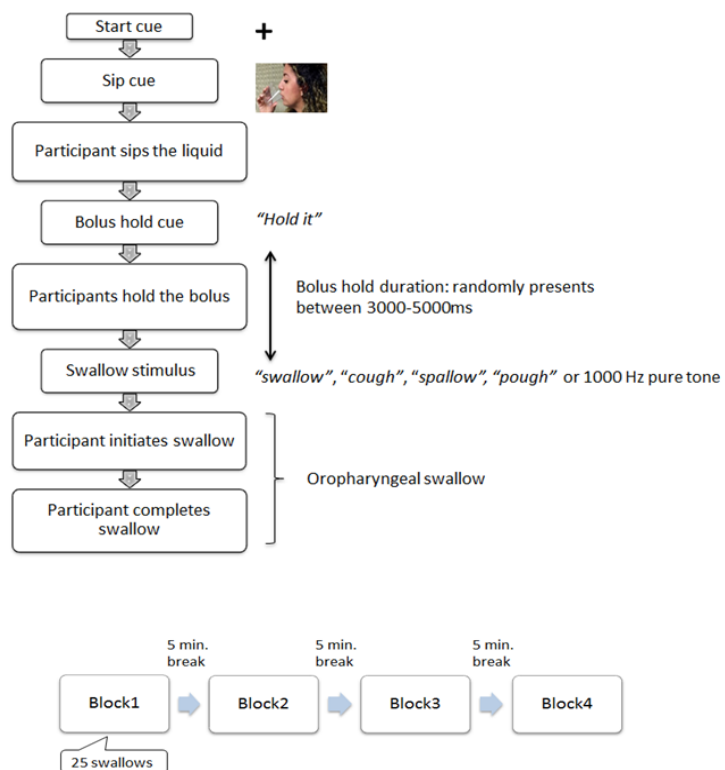 Start cue
+
Sip cue
Participant sips the liquid
Bolus hold cue
“Hold it”
Participants hold the bolus
Bolus hold duration: randomly presents
between 3000-5000ms
Swallow stimulus
“swallow”, “cough”, “spallow”, “pough” or 1000 Hz pure tone
Participant initiates swallow
Oropharyngeal swallow
Participant completes
swallow
5 min.
break
5 min.
break
5 min.
break
Block1
Block2
Block3
Block4
25 swallows